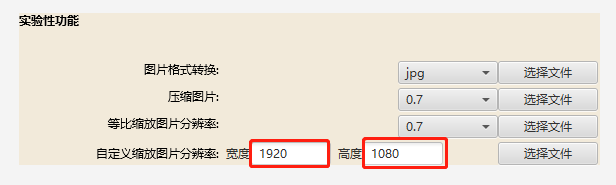 实验性功能
图片格式转换: jpg 选择文件
压缩图片: 0.7 选择文件
等比缩放图片分辨率: 0.7 选择文件
自定义缩放图片分辨率: 宽度 1920 高度 1080 选择文件